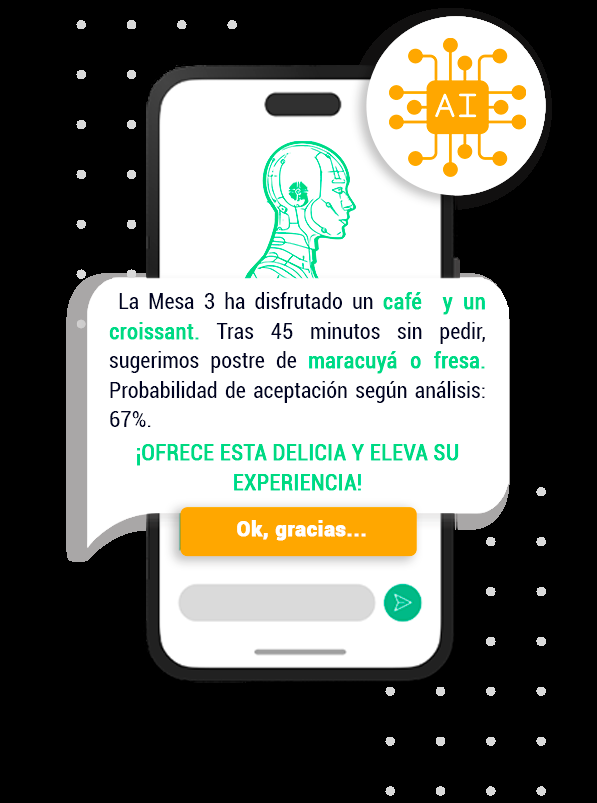 AI
La Mesa 3 ha disfrutado un café y un
croissant. Tras 45 minutos sin pedir,
sugerimos postre de maracuyá o fresa.
Probabilidad de aceptación según análisis:
67%.
¡OFRECE ESTA DELICIA Y ELEVA SU
EXPERIENCIA!
Ok, gracias...